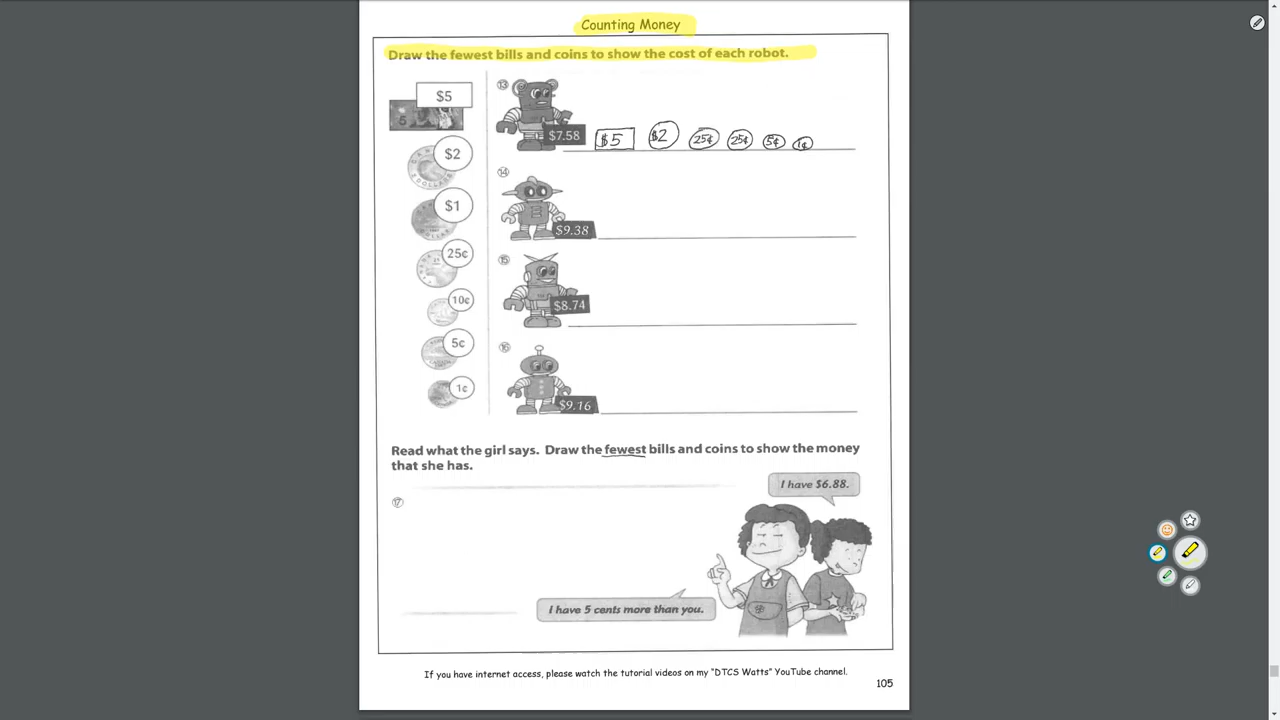 Counting Money
Draw the fewest bills and coins to show the cost of each robot.
$5
5
$2
$1
25¢
10¢
5¢
1¢
13
$7.58
$5 $2 25¢ 25¢ 5¢ 1¢
14
$9.38
15
$8.74
16
$9.16
Read what the girl says. Draw the fewest bills and coins to show the money
that she has.
17
I have $6.88.
I have 5 cents more than you.
If you have internet access, please watch the tutorial videos on my "DTCS Watts" YouTube channel.
105